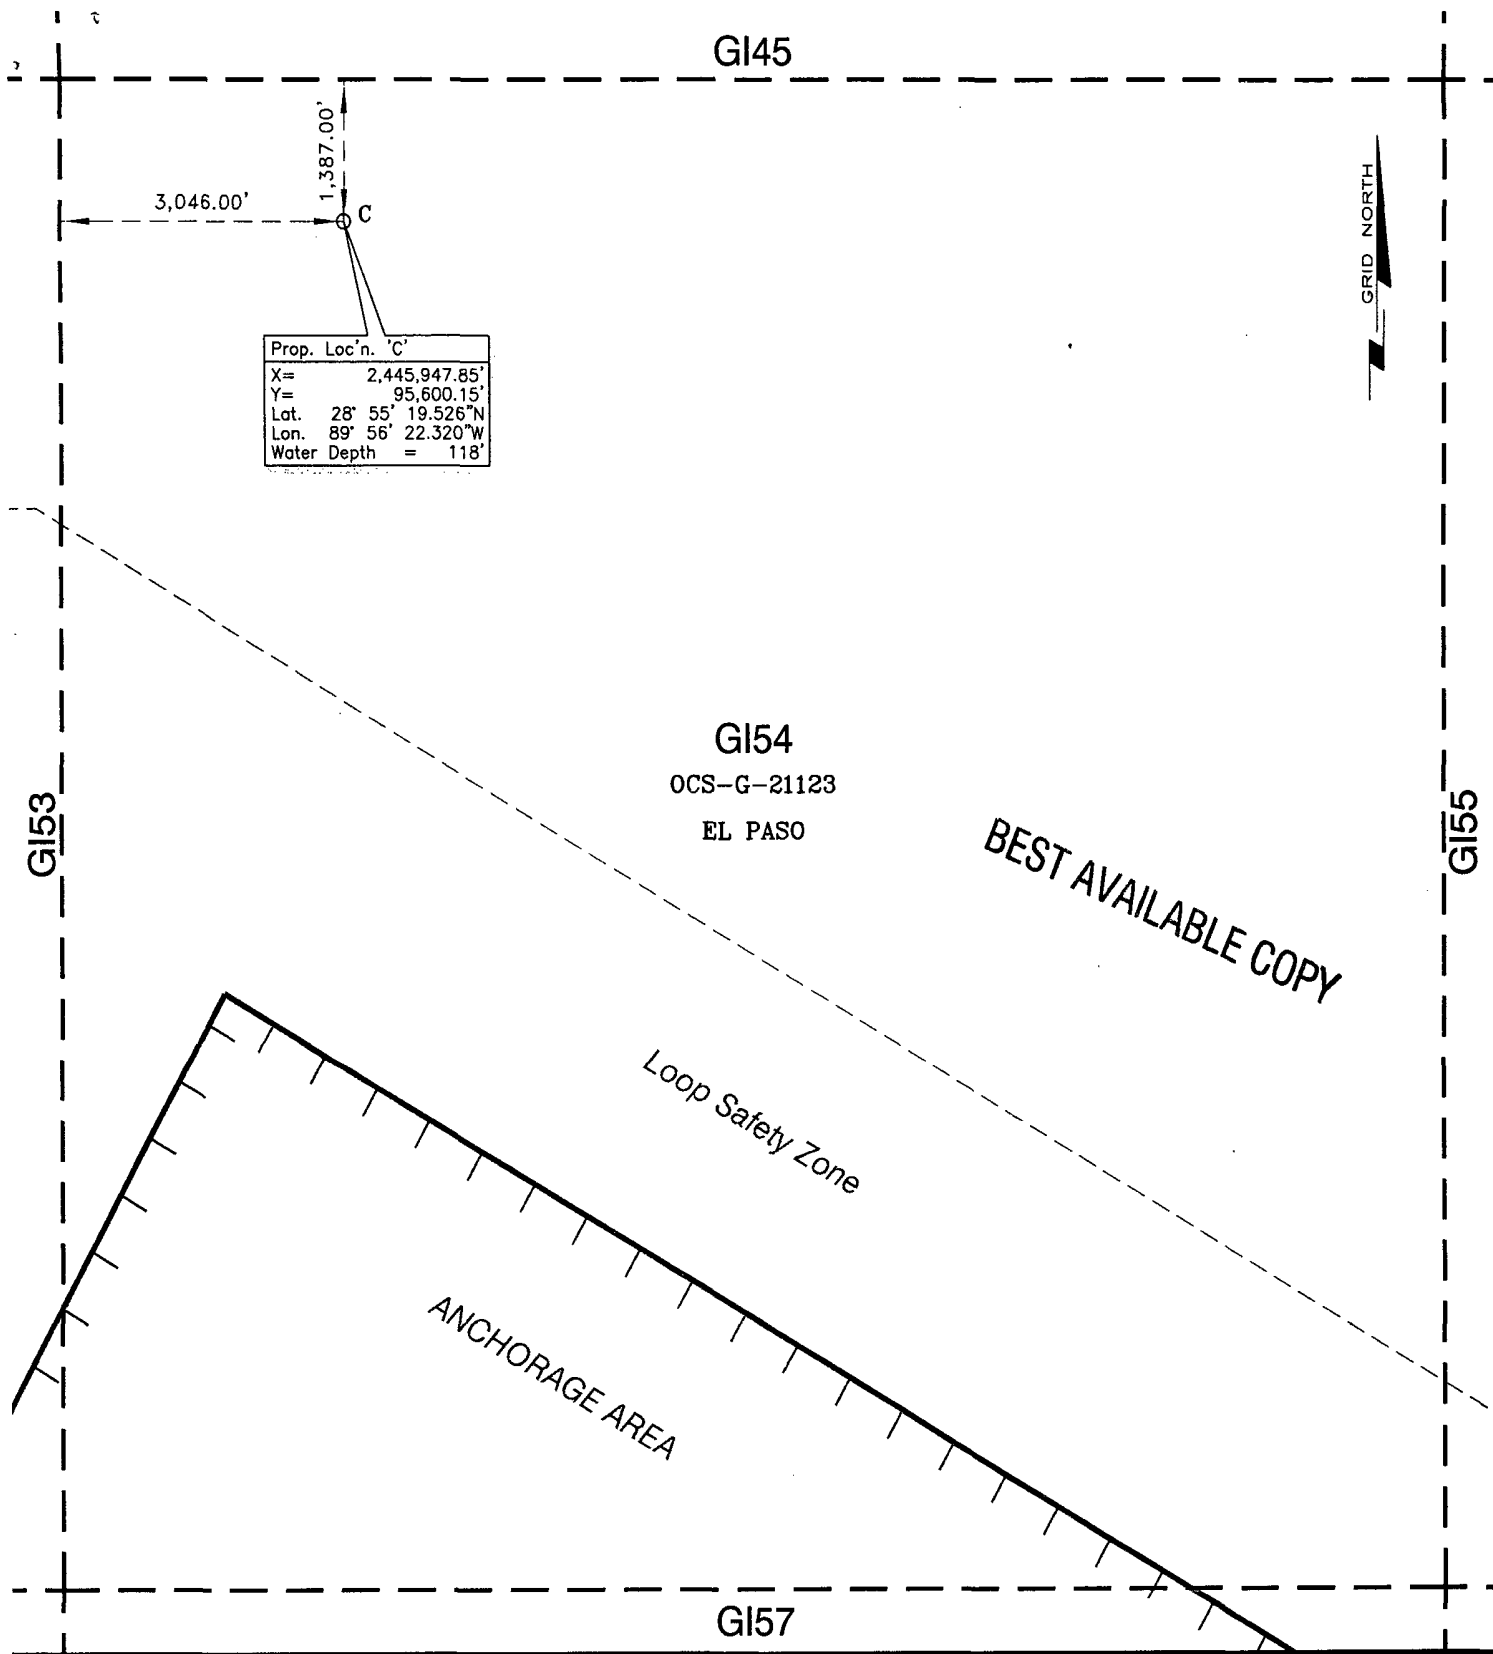 GI45
1,387.00'
3,046.00'
C
GRID NORTH
Prop. Loc'n. 'C'
X= 2,445,947.85'
Y= 95,600.15'
Lat. 28° 55' 19.526"N
Lon. 89° 56' 22.320"W
Water Depth = 118'
GI54
OCS-G-21123
EL PASO
GI53
GI55
BEST AVAILABLE COPY
Loop Safety Zone
ANCHORAGE AREA
GI57